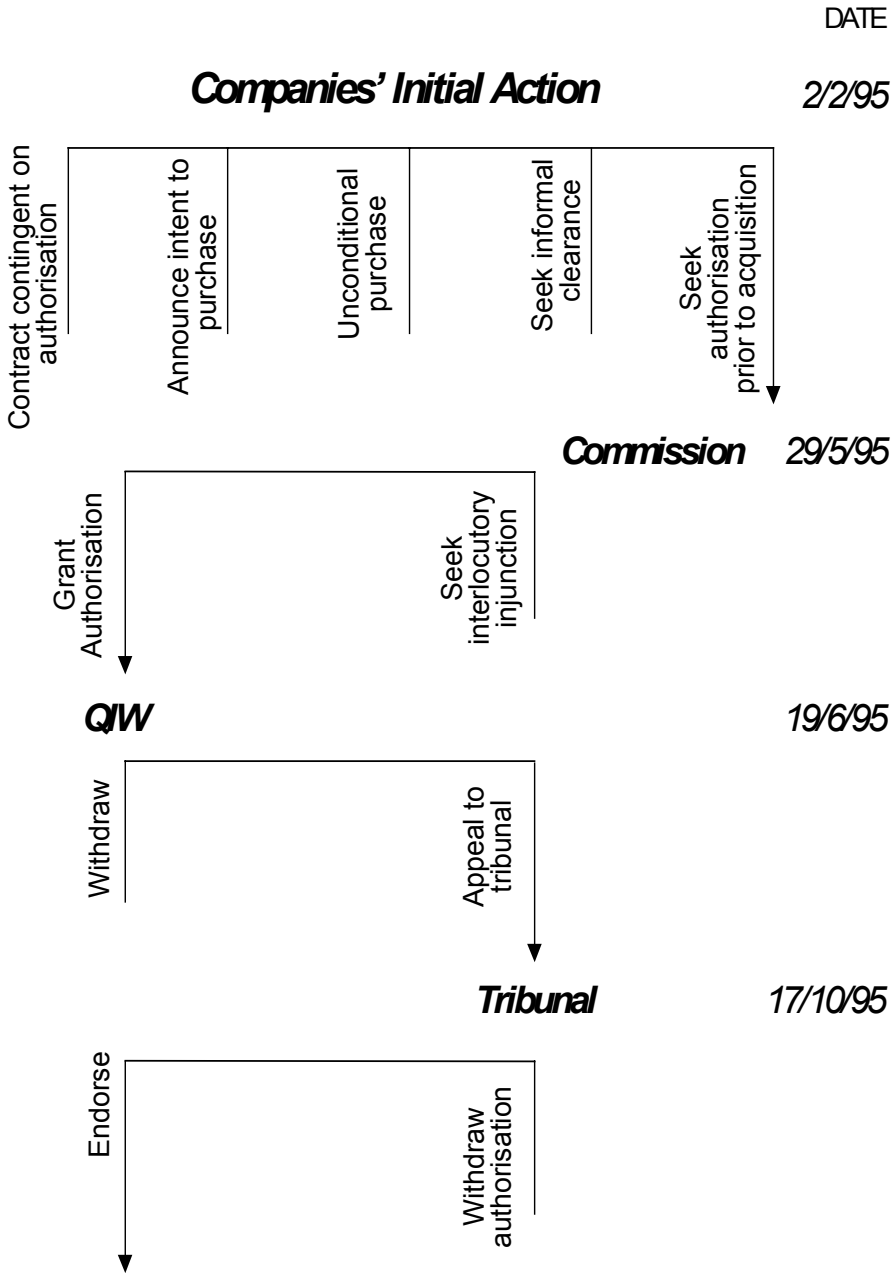 DATE
Companies' Initial Action
2/2/95
Contract contingent on
authorisation
Announce intent to
purchase
Unconditional
purchase
Seek informal
clearance
Seek
authorisation
prior to acquisition
Commission
29/5/95
Grant
Authorisation
Seek
interlocutory
injunction
QIW
19/6/95
Withdraw
Appeal to
tribunal
Tribunal
17/10/95
Endorse
Withdraw
authorisation